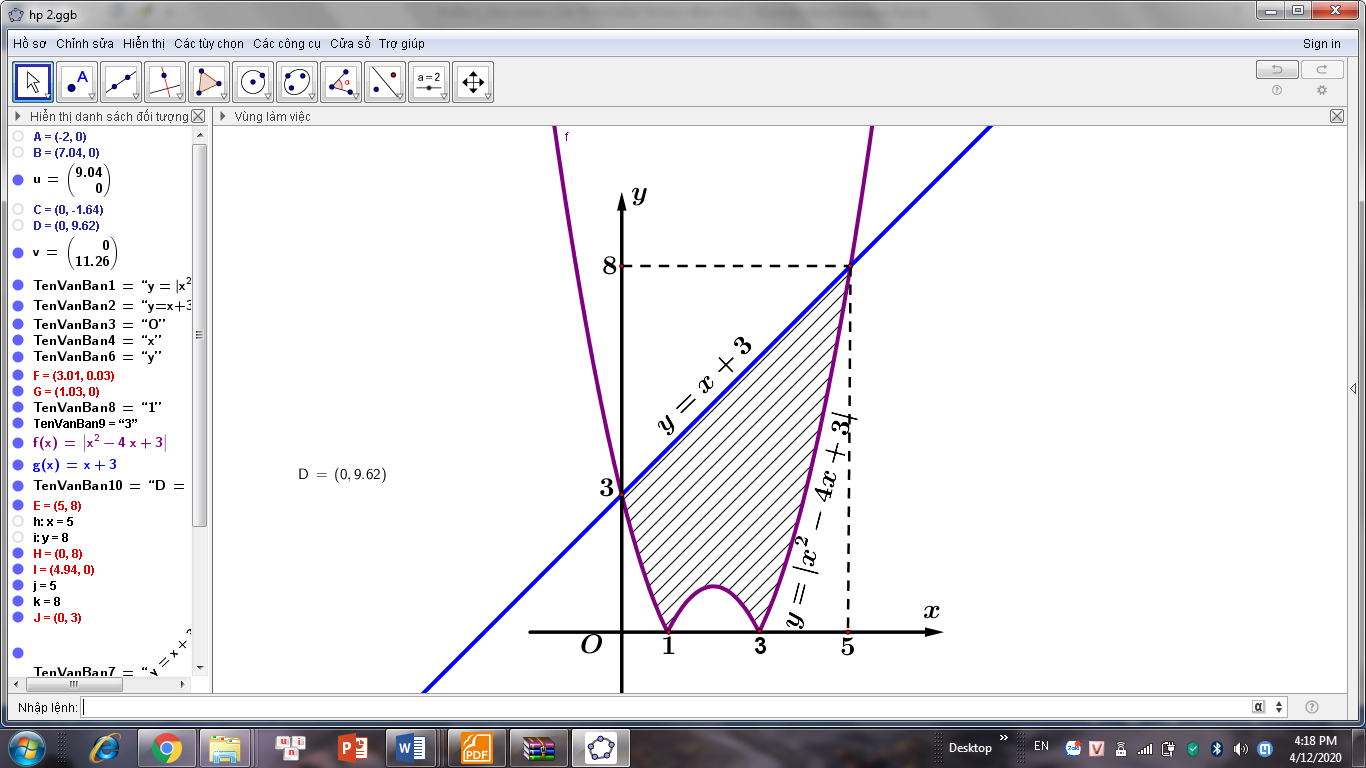 hp 2.ggb
Hồ sơ Chỉnh sửa Hiển thị Các tùy chọn Các công cụ Cửa sổ Trợ giúp Sign in
A α a = 2
Hiển thị danh sách đối tượng Vùng làm việc
A = (-2, 0)
B = (7.04, 0)
u = (9.04 0)
C = (0, -1.64)
D = (0, 9.62)
v = (0 11.26)
TenVanBan1 = “y = |x²
TenVanBan2 = “y=x+3
TenVanBan3 = “O”
TenVanBan4 = “x”
TenVanBan6 = “y”
F = (3.01, 0.03)
G = (1.03, 0)
TenVanBan8 = “1”
TenVanBan9 = “3”
f(x) = |x² − 4 x + 3|
g(x) = x + 3
TenVanBan10 = “D =
E = (5, 8)
h: x = 5
i: y = 8
H = (0, 8)
I = (4.94, 0)
j = 5
k = 8
J = (0, 3)
TenVanBan7 = “y = x + 3
f
y
8
y = x + 3
D = (0, 9.62)
3
y = |x² − 4x + 3|
x
O 1 3 5
Nhập lệnh: α
Desktop » EN 4:18 PM
4/12/2020